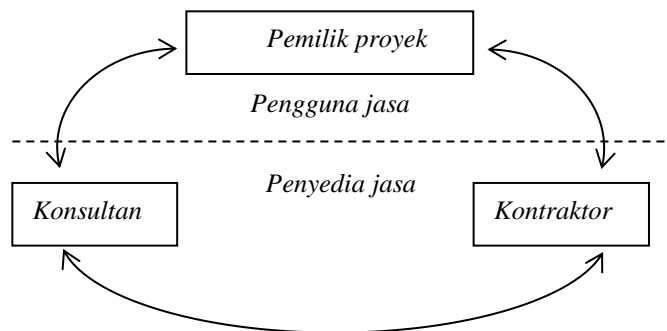 Pemilik proyek
Pengguna jasa
Penyedia jasa
Konsultan
Kontraktor